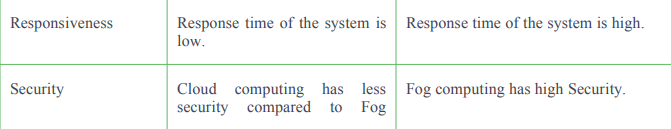 Responsiveness
Response time of the system is
low.
Response time of the system is high.
Security
Cloud computing has less
security compared to Fog
Fog computing has high Security.